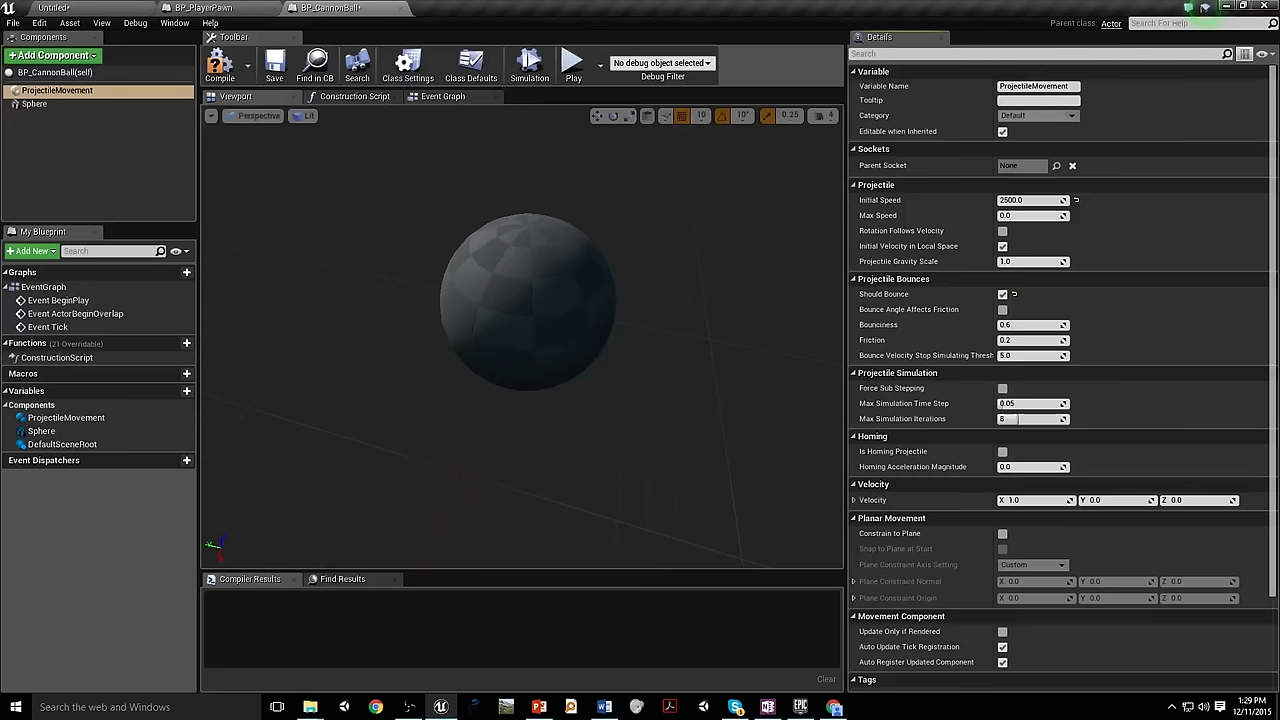 Untitled*
BP_PlayerPawn
BP_CannonBall*
File Edit Asset View Debug Window Help
Parent class: Actor
Search For Help
Components
+Add Component
BP_CannonBall(self)
ProjectileMovement
Sphere
Toolbar
Compile Save Find in CB Search Class Settings Class Defaults Simulation Play
No debug object selected
Debug Filter
Viewport Construction Script Event Graph
Perspective Lit
10 10° 0.25 4
My Blueprint
+Add New
Search
Graphs
EventGraph
Event BeginPlay
Event ActorBeginOverlap
Event Tick
Functions (21 Overridable)
ConstructionScript
Macros
Variables
Components
ProjectileMovement
Sphere
DefaultSceneRoot
Event Dispatchers
Compiler Results Find Results
Clear
Details
Search
Variable
Variable Name ProjectileMovement
Tooltip
Category Default
Editable when Inherited
Sockets
Parent Socket None
Projectile
Initial Speed 2500.0
Max Speed 0.0
Rotation Follows Velocity
Initial Velocity in Local Space
Projectile Gravity Scale 1.0
Projectile Bounces
Should Bounce
Bounce Angle Affects Friction
Bounciness 0.6
Friction 0.2
Bounce Velocity Stop Simulating Thresh 5.0
Projectile Simulation
Force Sub Stepping
Max Simulation Time Step 0.05
Max Simulation Iterations 8
Homing
Is Homing Projectile
Homing Acceleration Magnitude 0.0
Velocity
Velocity X 1.0 Y 0.0 Z 0.0
Planar Movement
Constrain to Plane
Snap to Plane at Start
Plane Constraint Axis Setting Custom
Plane Constraint Normal X 0.0 Y 0.0 Z 0.0
Plane Constraint Origin X 0.0 Y 0.0 Z 0.0
Movement Component
Update Only if Rendered
Auto Update Tick Registration
Auto Register Updated Component
Tags
Search the web and Windows
1:29 PM
12/11/2015